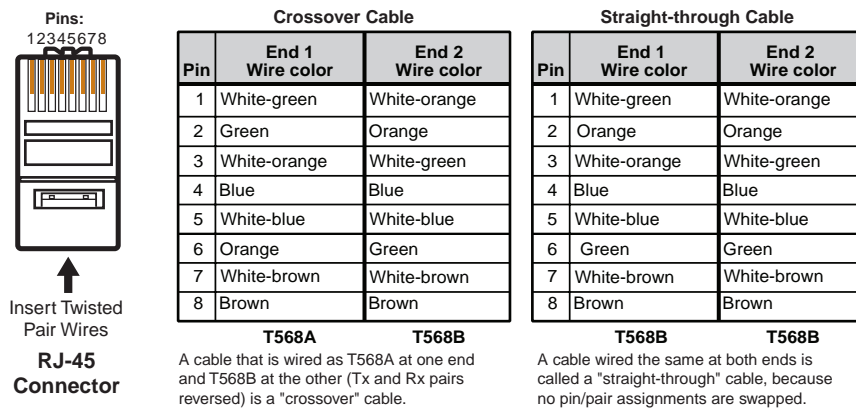 Pins:
12345678
Insert Twisted
Pair Wires
RJ-45
Connector
Crossover Cable
Pin End 1 Wire color End 2 Wire color
1 White-green White-orange
2 Green Orange
3 White-orange White-green
4 Blue Blue
5 White-blue White-blue
6 Orange Green
7 White-brown White-brown
8 Brown Brown
T568A T568B
A cable that is wired as T568A at one end
and T568B at the other (Tx and Rx pairs
reversed) is a "crossover" cable.
Straight-through Cable
Pin End 1 Wire color End 2 Wire color
1 White-green White-orange
2 Orange Orange
3 White-orange White-green
4 Blue Blue
5 White-blue White-blue
6 Green Green
7 White-brown White-brown
8 Brown Brown
T568B T568B
A cable wired the same at both ends is
called a "straight-through" cable, because
no pin/pair assignments are swapped.